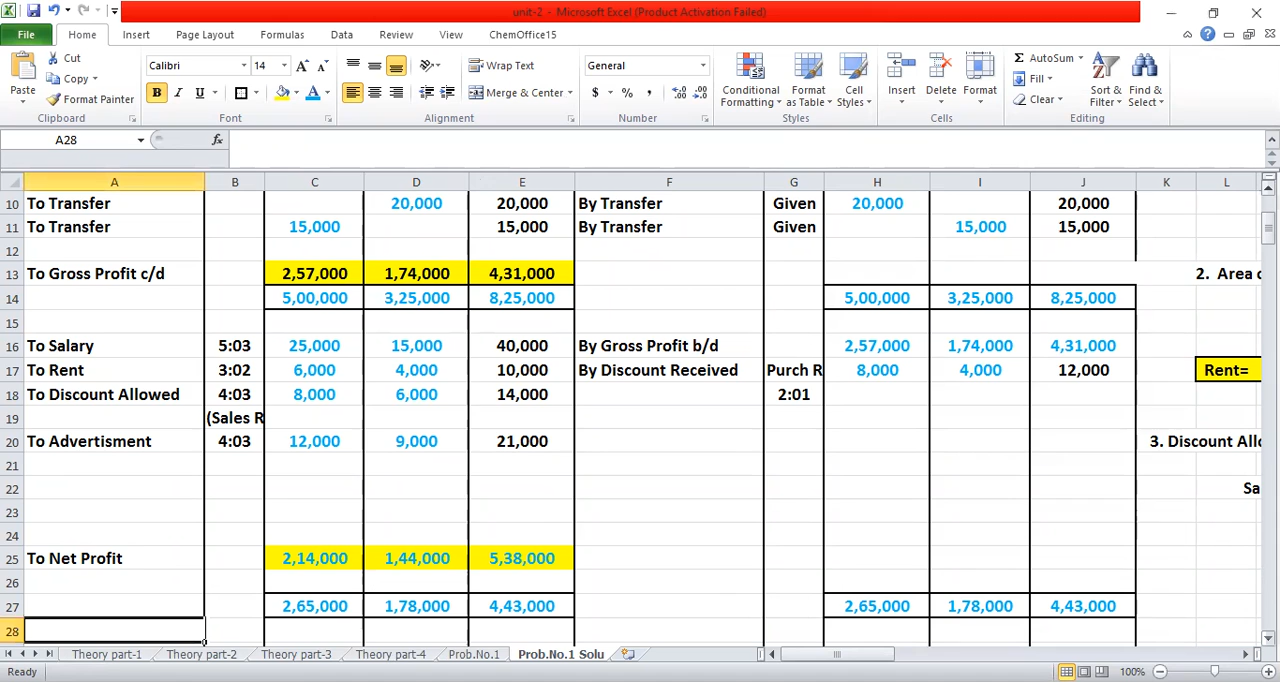 unit-2 - Microsoft Excel (Product Activation Failed)
File Home Insert Page Layout Formulas Data Review View ChemOffice15
Paste Cut Copy Format Painter Clipboard
Calibri 14 B I U Font
Wrap Text Merge & Center Alignment
General $ % , Number
Conditional Formatting Format as Table Cell Styles Styles
Insert Delete Format Cells
Σ AutoSum Fill Clear Sort & Filter Find & Select Editing
A28 fx
A B C D E F G H I J K L
10 To Transfer 20,000 20,000 By Transfer Given 20,000 20,000
11 To Transfer 15,000 15,000 By Transfer Given 15,000 15,000
12
13 To Gross Profit c/d 2,57,000 1,74,000 4,31,000 2. Area
14 5,00,000 3,25,000 8,25,000 5,00,000 3,25,000 8,25,000
15
16 To Salary 5:03 25,000 15,000 40,000 By Gross Profit b/d 2,57,000 1,74,000 4,31,000
17 To Rent 3:02 6,000 4,000 10,000 By Discount Received Purch R 8,000 4,000 12,000 Rent=
18 To Discount Allowed 4:03 8,000 6,000 14,000 2:01
19 (Sales R
20 To Advertisment 4:03 12,000 9,000 21,000 3. Discount Allo
21
22 Sa
23
24
25 To Net Profit 2,14,000 1,44,000 5,38,000
26
27 2,65,000 1,78,000 4,43,000 2,65,000 1,78,000 4,43,000
28
Theory part-1 Theory part-2 Theory part-3 Theory part-4 Prob.No.1 Prob.No.1 Solu
Ready 100%